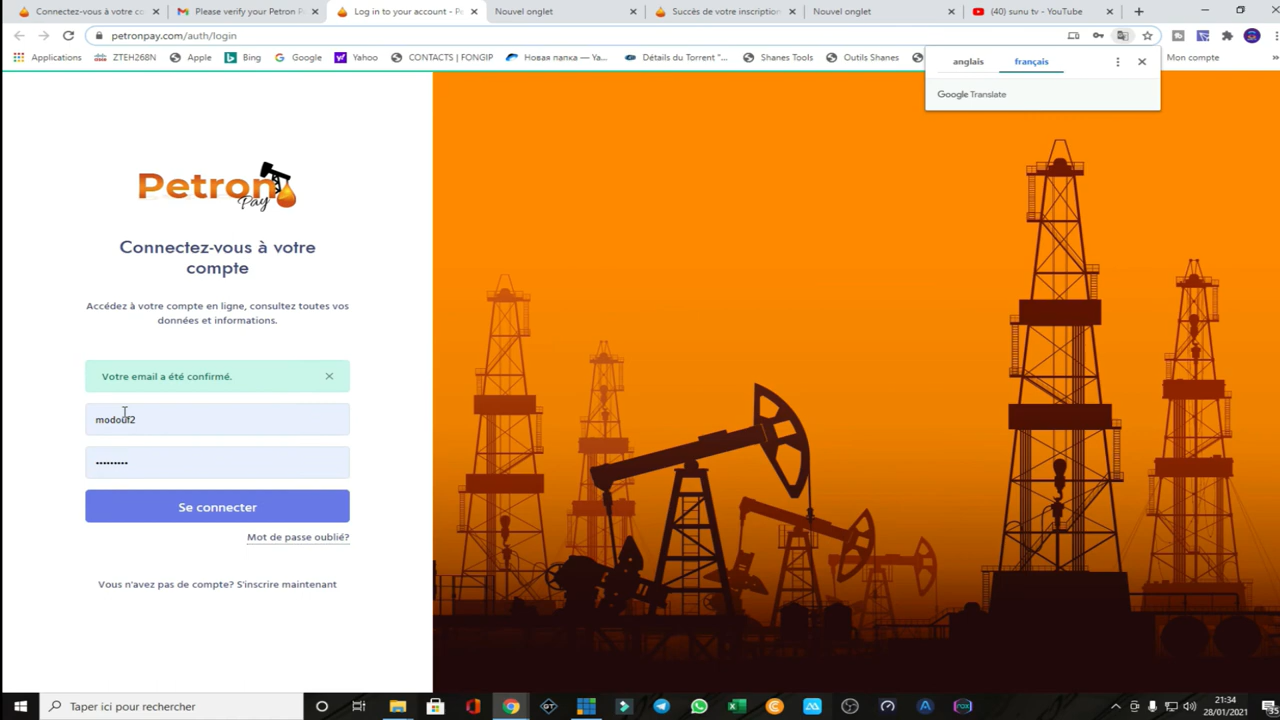 Connectez-vous à votre co
Please verify your Petron P
Log in to your account - Pe
Nouvel onglet
Succès de votre inscription
Nouvel onglet
(40) sunu tv - YouTube
petronpay.com/auth/login
Applications
ZTEH268N
Apple
Bing
Google
Yahoo
CONTACTS | FONGIP
Новая папка — Ya...
Détails du Torrent "...
Shanes Tools
Outils Shanes
Mon compte
»
anglais
français
Google Translate
Petron
Pay
Connectez-vous à votre
compte
Accédez à votre compte en ligne, consultez toutes vos
données et informations.
Votre email a été confirmé.
modouf2
•••••••••
Se connecter
Mot de passe oublié?
Vous n'avez pas de compte? S'inscrire maintenant
Taper ici pour rechercher
21:34
28/01/2021